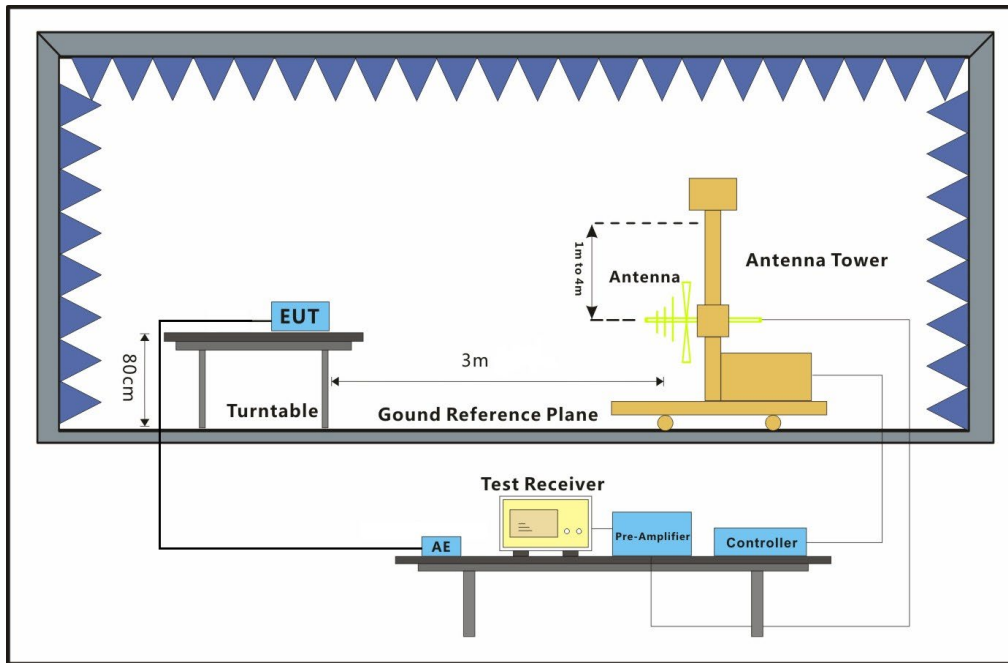 1m to 4m
Antenna
Antenna Tower
EUT
80cm
3m
Turntable
Gound Reference Plane
Test Receiver
AE
Pre-Amplifier
Controller